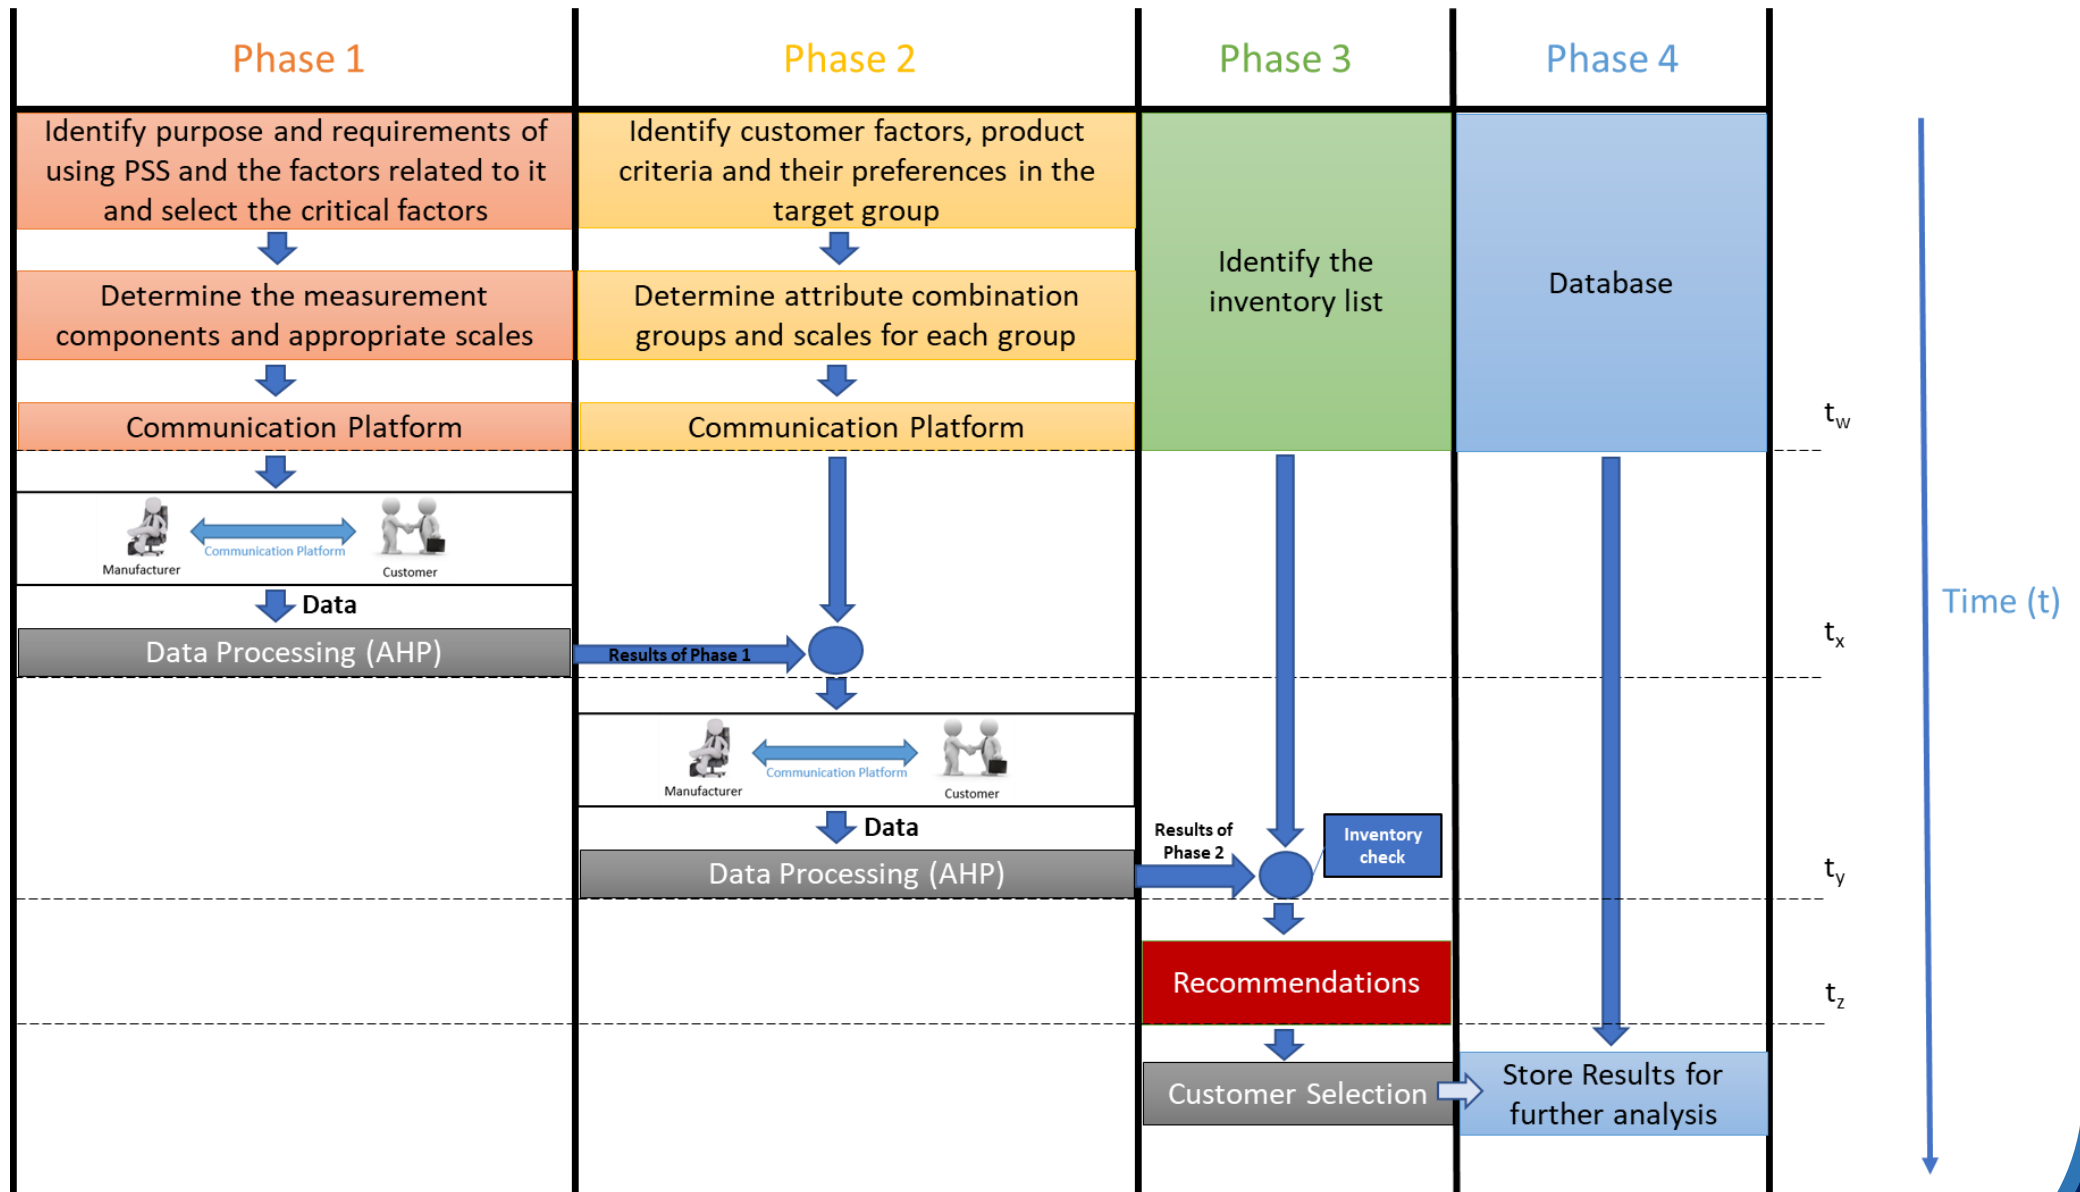 Phase 1
Phase 2
Phase 3
Phase 4
Identify purpose and requirements of
using PSS and the factors related to it
and select the critical factors
Identify customer factors, product
criteria and their preferences in the
target group
Identify the
inventory list
Database
Determine the measurement
components and appropriate scales
Determine attribute combination
groups and scales for each group
Communication Platform
Communication Platform
tw
Communication Platform
Manufacturer
Customer
Data
Time (t)
Data Processing (AHP)
Results of Phase 1
tx
Communication Platform
Manufacturer
Customer
Data
Results of
Phase 2
Inventory
check
Data Processing (AHP)
ty
Recommendations
tz
Customer Selection
Store Results for
further analysis